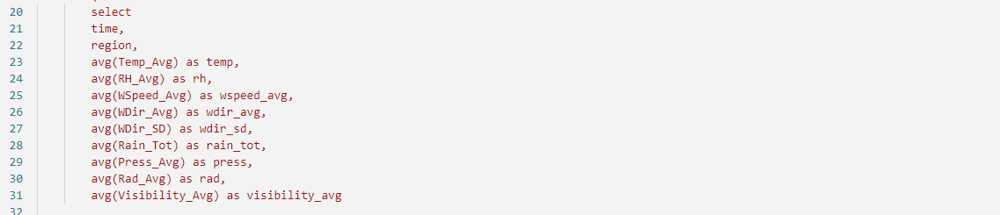 20 select
21 time,
22 region,
23 avg(Temp_Avg) as temp,
24 avg(RH_Avg) as rh,
25 avg(WSpeed_Avg) as wspeed_avg,
26 avg(WDir_Avg) as wdir_avg,
27 avg(WDir_SD) as wdir_sd,
28 avg(Rain_Tot) as rain_tot,
29 avg(Press_Avg) as press,
30 avg(Rad_Avg) as rad,
31 avg(Visibility_Avg) as visibility_avg
32